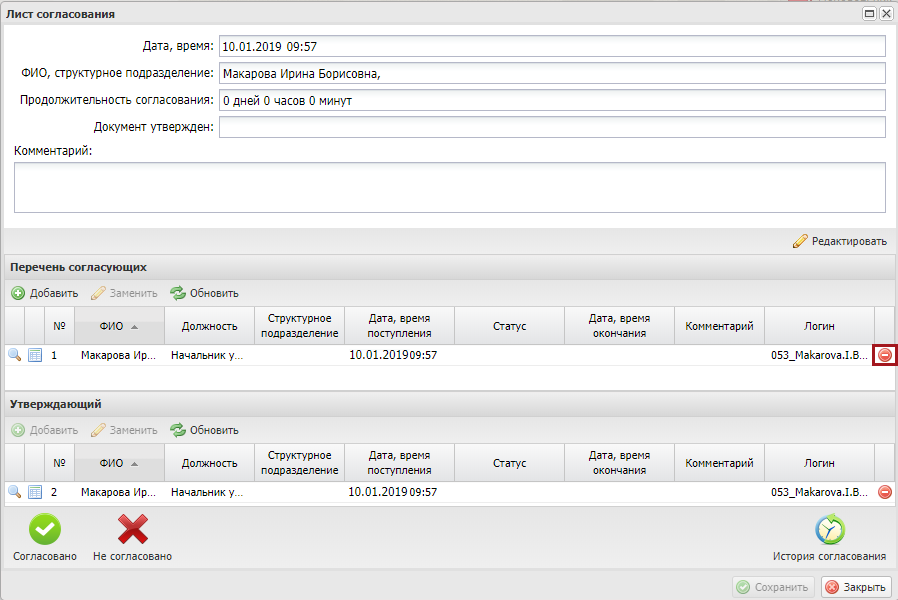 Лист согласования
Дата, время: 10.01.2019 09:57
ФИО, структурное подразделение: Макарова Ирина Борисовна,
Продолжительность согласования: 0 дней 0 часов 0 минут
Документ утвержден:
Комментарий:
Редактировать
Перечень согласующих
Добавить Заменить Обновить
№ ФИО Должность Структурное подразделение Дата, время поступления Статус Дата, время окончания Комментарий Логин
1 Макарова Ир... Начальник у... 10.01.2019 09:57 053_Makarova.I.B...
Утверждающий
Добавить Заменить Обновить
№ ФИО Должность Структурное подразделение Дата, время поступления Статус Дата, время окончания Комментарий Логин
2 Макарова Ир... Начальник у... 10.01.2019 09:57 053_Makarova.I.B...
Согласовано Не согласовано История согласования
Сохранить Закрыть